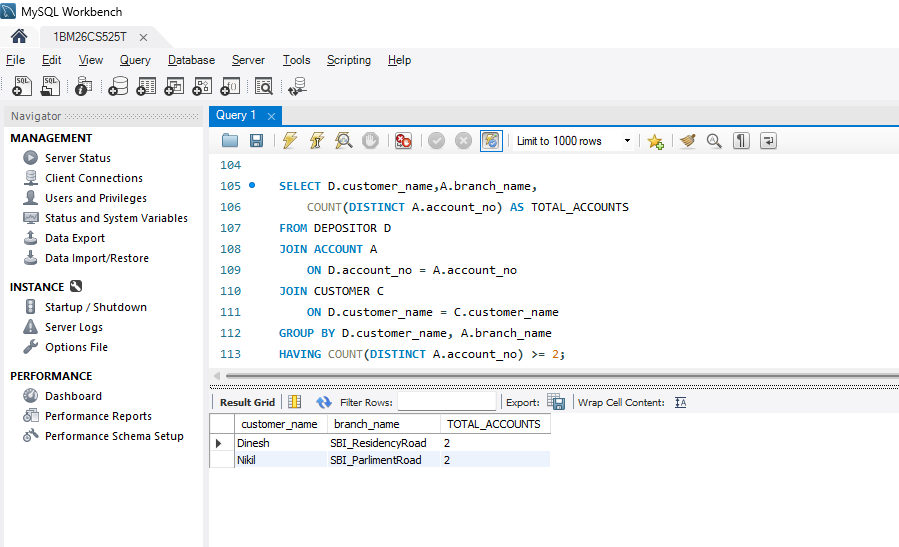 MySQL Workbench
1BM26CS525T
File Edit View Query Database Server Tools Scripting Help
Navigator
MANAGEMENT
Server Status
Client Connections
Users and Privileges
Status and System Variables
Data Export
Data Import/Restore
INSTANCE
Startup / Shutdown
Server Logs
Options File
PERFORMANCE
Dashboard
Performance Reports
Performance Schema Setup
Query 1
Limit to 1000 rows
104
105 SELECT D.customer_name,A.branch_name,
106 COUNT(DISTINCT A.account_no) AS TOTAL_ACCOUNTS
107 FROM DEPOSITOR D
108 JOIN ACCOUNT A
109 ON D.account_no = A.account_no
110 JOIN CUSTOMER C
111 ON D.customer_name = C.customer_name
112 GROUP BY D.customer_name, A.branch_name
113 HAVING COUNT(DISTINCT A.account_no) >= 2;
Result Grid Filter Rows: Export: Wrap Cell Content:
customer_name branch_name TOTAL_ACCOUNTS
Dinesh SBI_ResidencyRoad 2
Nikil SBI_ParlimentRoad 2